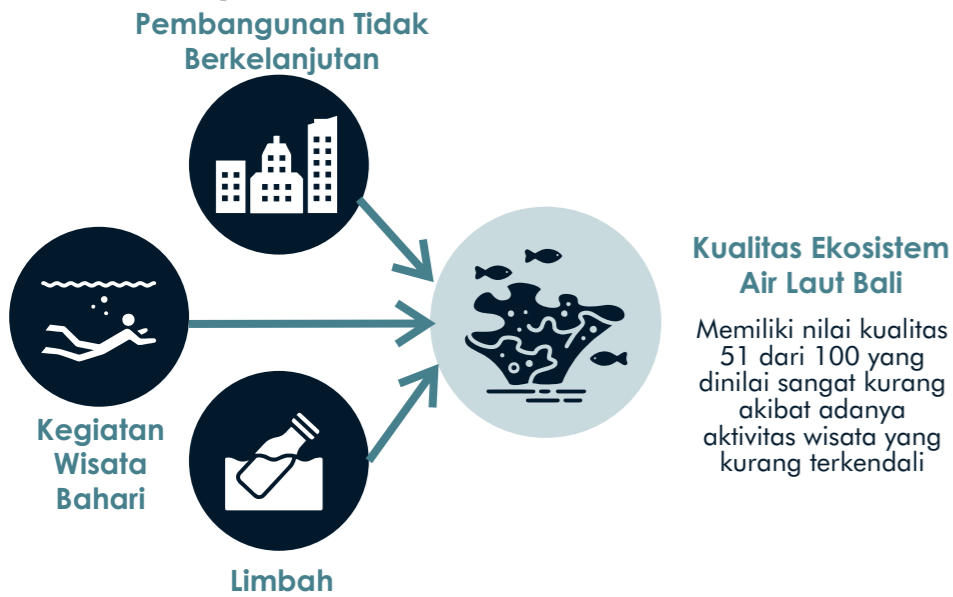 Pembangunan Tidak
Berkelanjutan
Kegiatan
Wisata
Bahari
Limbah
Kualitas Ekosistem
Air Laut Bali
Memiliki nilai kualitas
51 dari 100 yang
dinilai sangat kurang
akibat adanya
aktivitas wisata yang
kurang terkendali